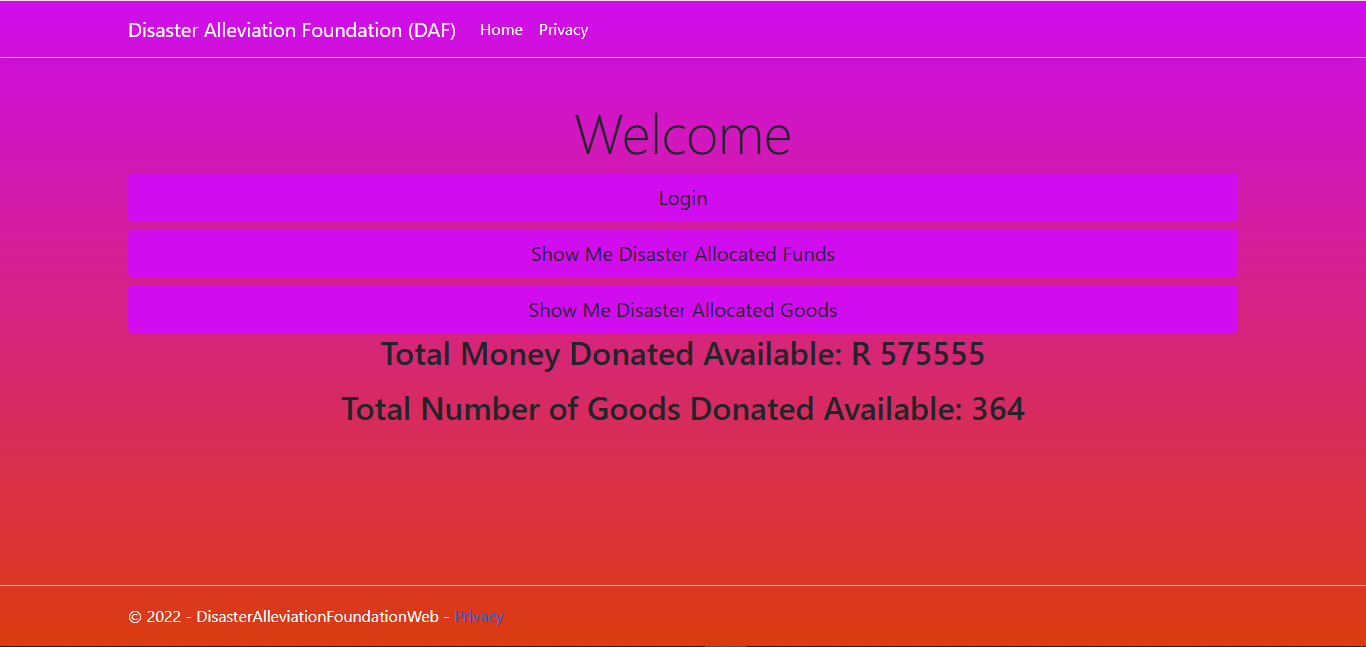 Disaster Alleviation Foundation (DAF) Home Privacy
Welcome
Login
Show Me Disaster Allocated Funds
Show Me Disaster Allocated Goods
Total Money Donated Available: R 575555
Total Number of Goods Donated Available: 364
© 2022 - DisasterAlleviationFoundationWeb - Privacy